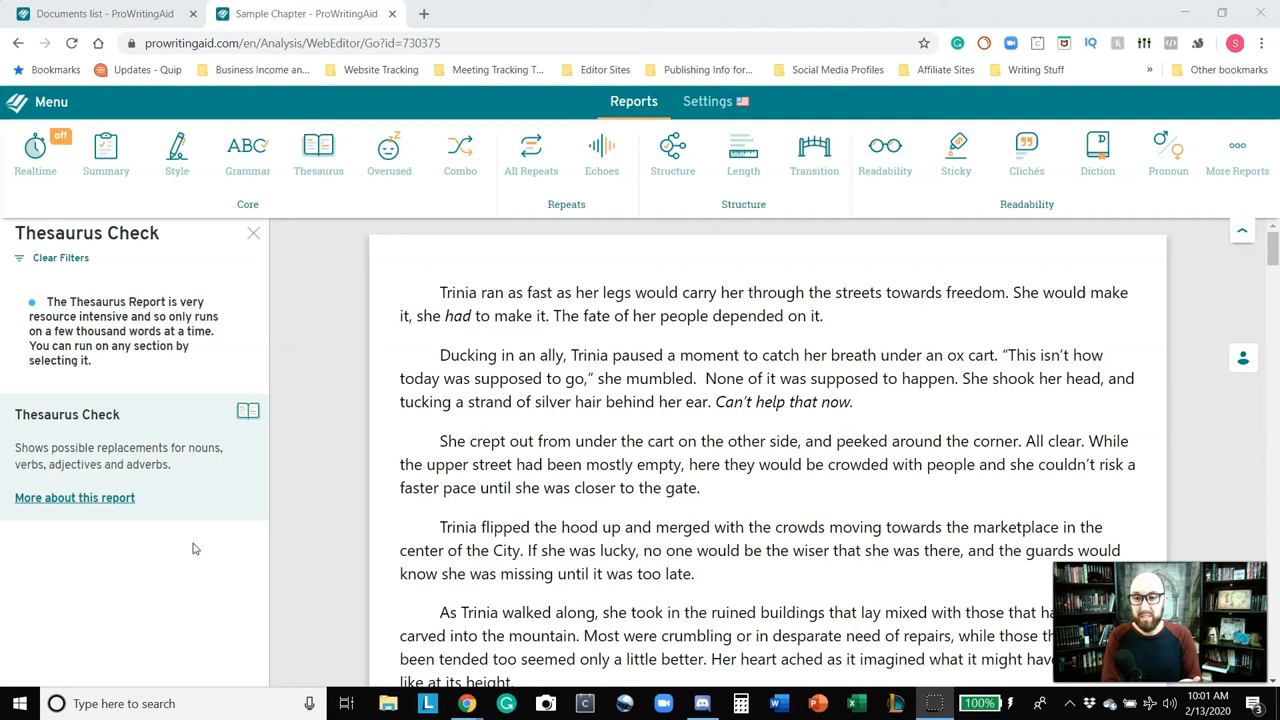 Documents list - ProWritingAid
Sample Chapter - ProWritingAid
prowritingaid.com/en/Analysis/WebEditor/Go?id=730375
Bookmarks Updates - Quip Business Income an... Website Tracking Meeting Tracking T... Editor Sites Publishing Info for... Social Media Profiles Affiliate Sites Writing Stuff » Other bookmarks
Menu Reports Settings
off
ABC
Realtime Summary Style Grammar Thesaurus Overused Combo All Repeats Echoes Structure Length Transition Readability Sticky Clichés Diction Pronoun More Reports
Core Repeats Structure Readability
Thesaurus Check
Clear Filters
The Thesaurus Report is very
resource intensive and so only runs
on a few thousand words at a time.
You can run on any section by
selecting it.
Thesaurus Check
Shows possible replacements for nouns,
verbs, adjectives and adverbs.
More about this report
Trinia ran as fast as her legs would carry her through the streets towards freedom. She would make
it, she had to make it. The fate of her people depended on it.
Ducking in an ally, Trinia paused a moment to catch her breath under an ox cart. “This isn’t how
today was supposed to go,” she mumbled.  None of it was supposed to happen. She shook her head, and
tucking a strand of silver hair behind her ear. Can’t help that now.
She crept out from under the cart on the other side, and peeked around the corner. All clear. While
the upper street had been mostly empty, here they would be crowded with people and she couldn’t risk a
faster pace until she was closer to the gate.
Trinia flipped the hood up and merged with the crowds moving towards the marketplace in the
center of the City. If she was lucky, no one would be the wiser that she was there, and the guards would
know she was missing until it was too late.
As Trinia walked along, she took in the ruined buildings that lay mixed with those that
carved into the mountain. Most were crumbling or in desparate need of repairs, while those
been tended too seemed only a little better. Her heart ached as it imagined what it might
like at its height.
Type here to search
100%
10:01 AM
2/13/2020